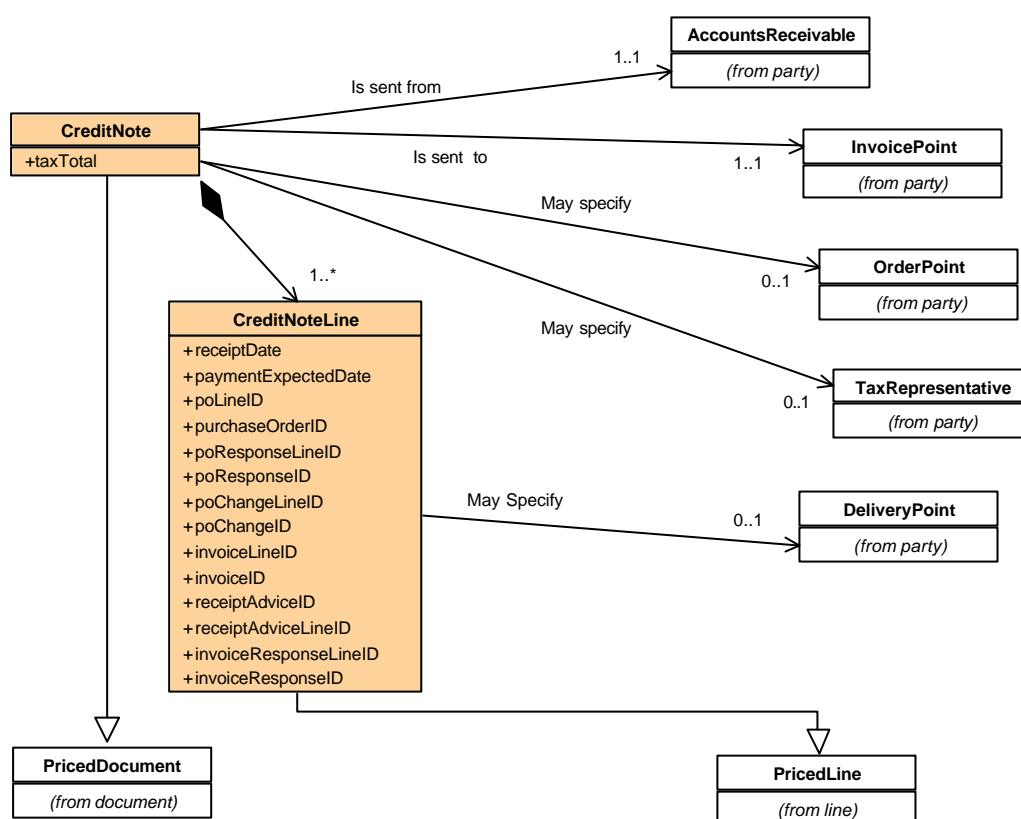 AccountsReceivable
(from party)
1..1
Is sent from
CreditNote
+taxTotal
InvoicePoint
(from party)
Is sent to
1..1
May specify
OrderPoint
(from party)
0..1
1..*
CreditNoteLine
+receiptDate
+paymentExpectedDate
+poLineID
+purchaseOrderID
+poResponseLineID
+poResponseID
+poChangeLineID
+poChangeID
+invoiceLineID
+invoiceID
+receiptAdviceID
+receiptAdviceLineID
+invoiceResponseLineID
+invoiceResponseID
May specify
TaxRepresentative
(from party)
0..1
May Specify
0..1
DeliveryPoint
(from party)
PricedDocument
(from document)
PricedLine
(from line)